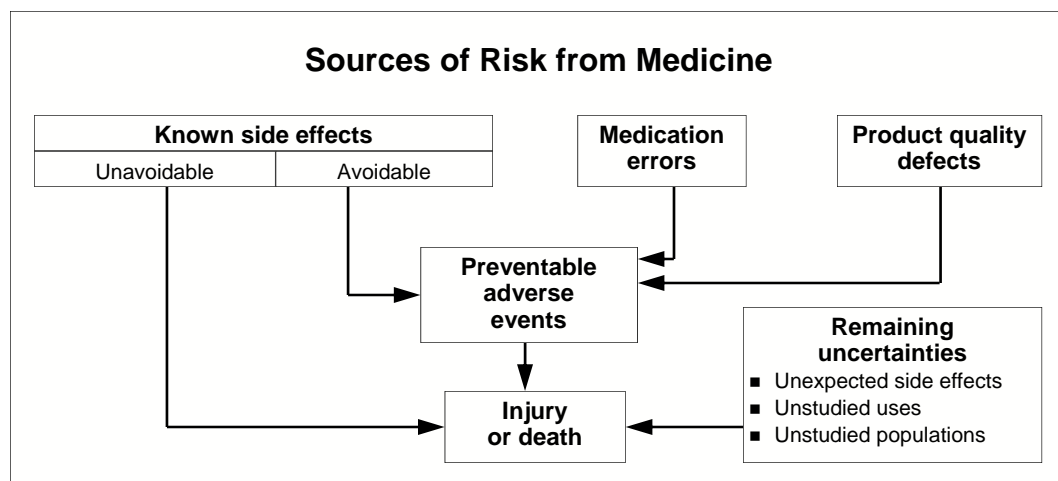 Sources of Risk from Medicine
Known side effects
Unavoidable
Avoidable
Medication
errors
Product quality
defects
Preventable
adverse
events
Remaining
uncertainties
■ Unexpected side effects
■ Unstudied uses
■ Unstudied populations
Injury
or death